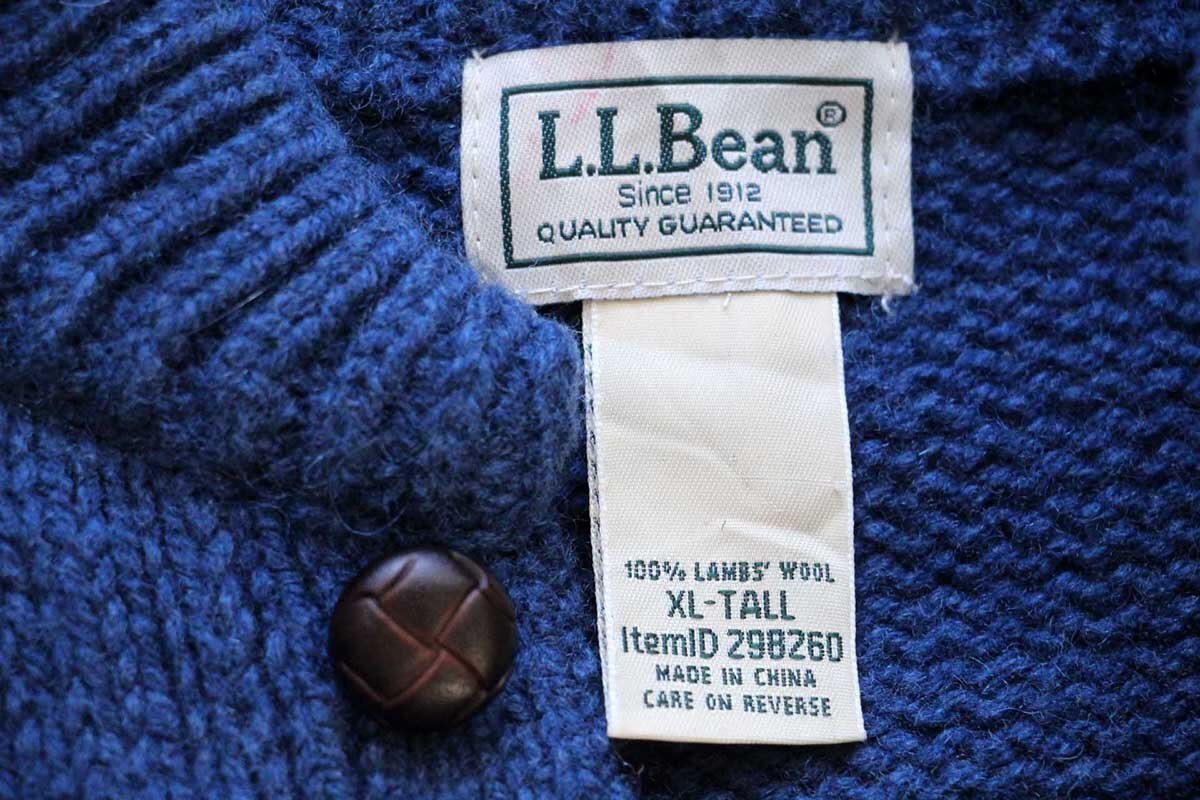 L.L.Bean®
Since 1912
QUALITY GUARANTEED
100% LAMBS' WOOL
XL-TALL
ItemID 298260
MADE IN CHINA
CARE ON REVERSE